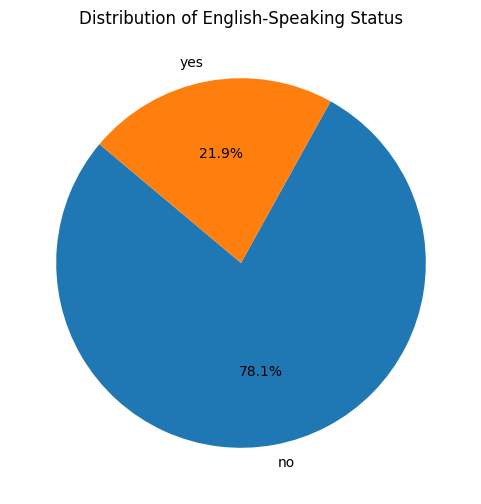 Distribution of English-Speaking Status
yes
21.9%
78.1%
no